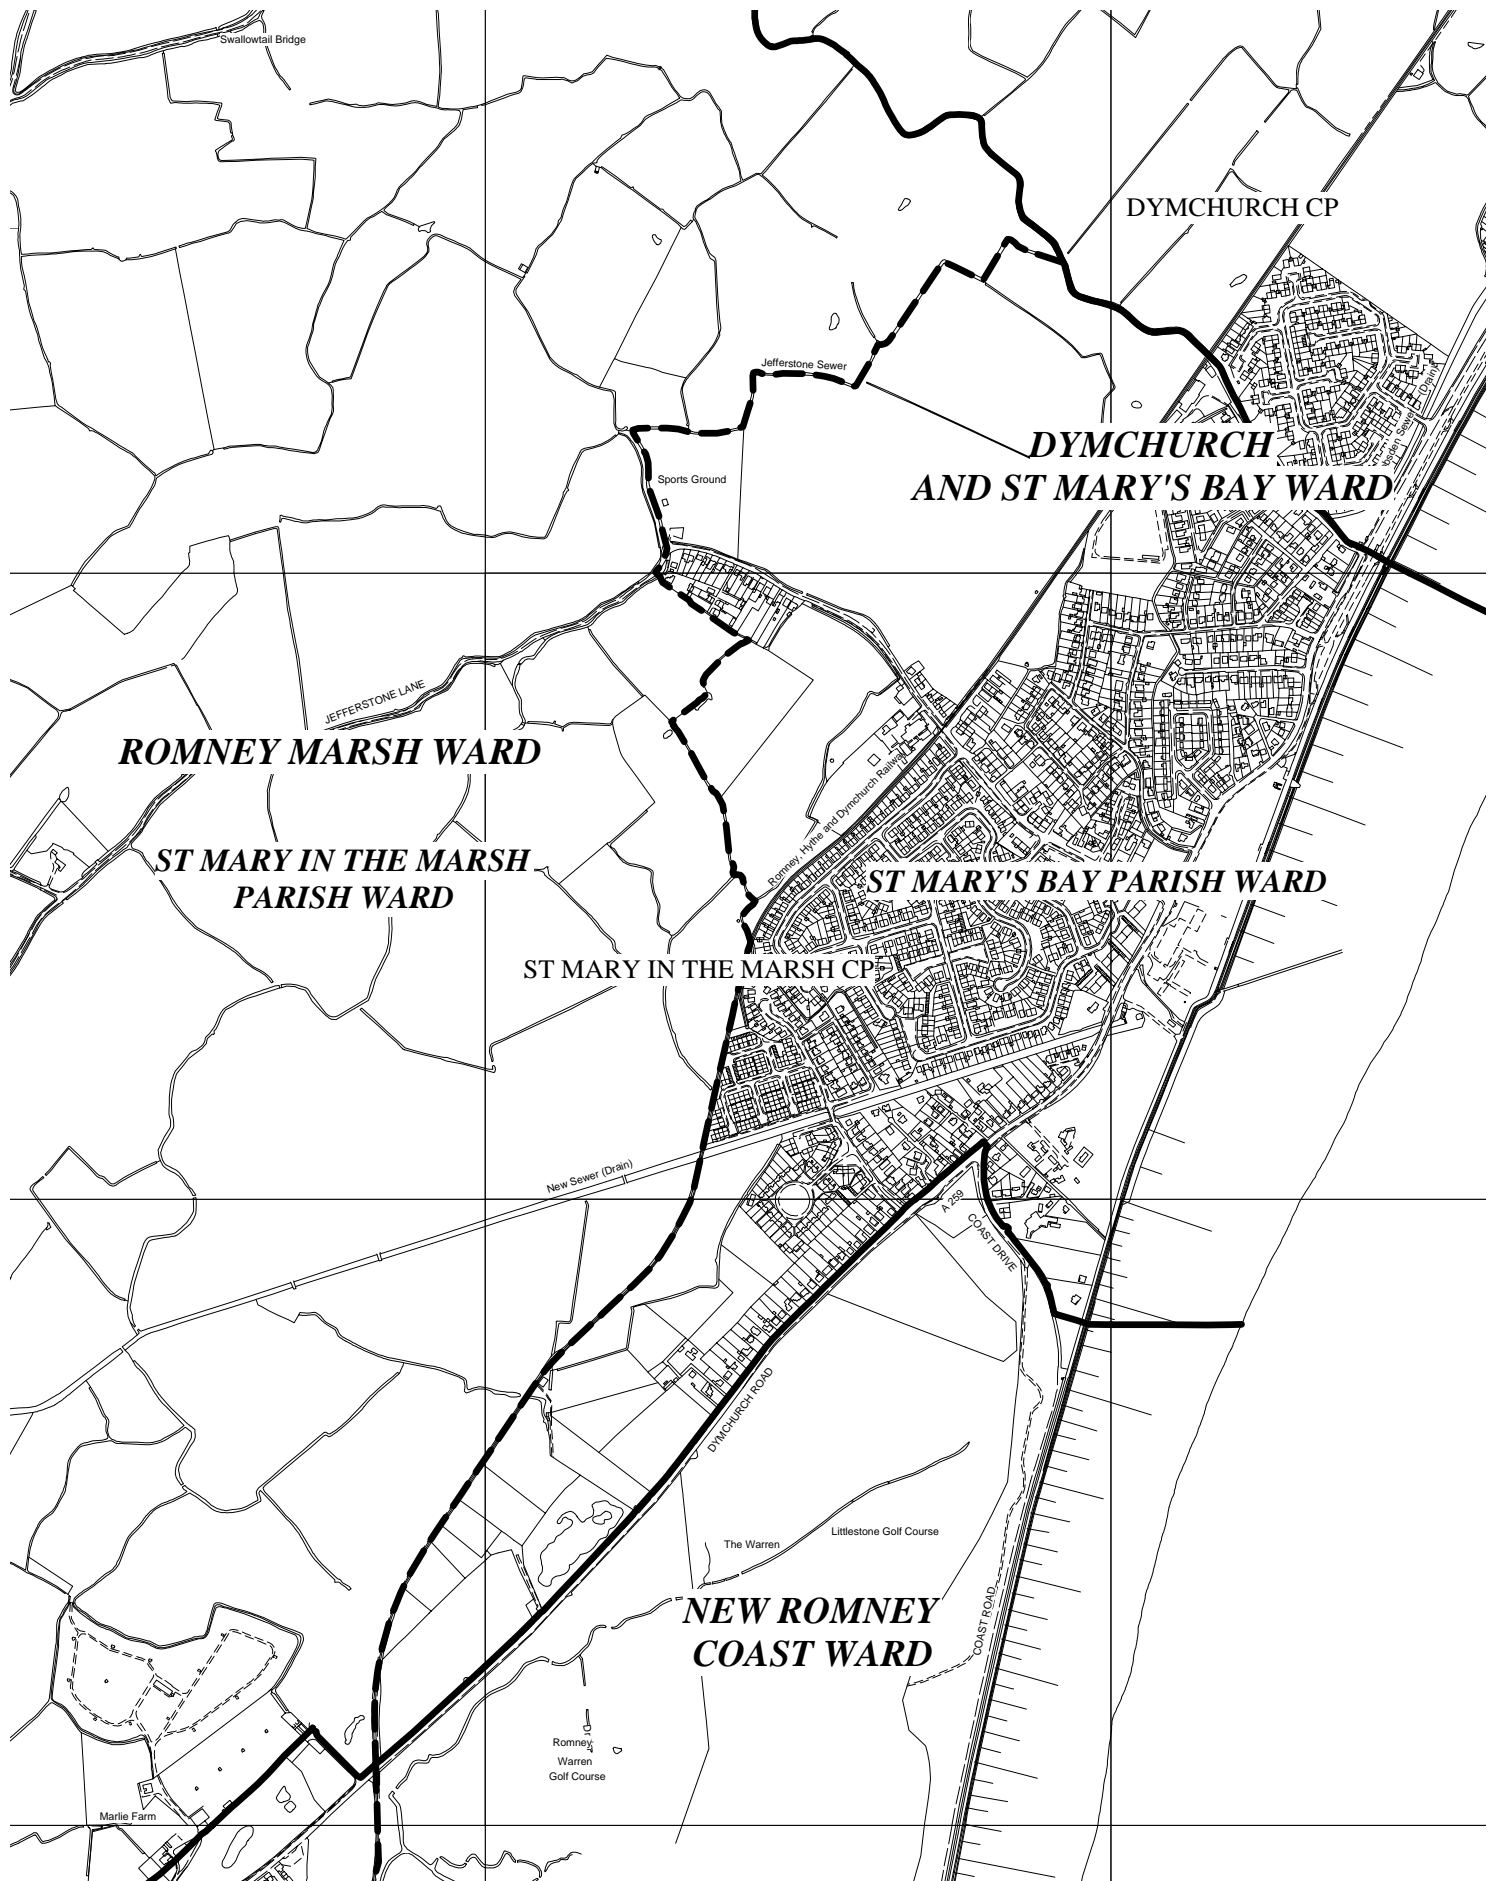 Swallowtail Bridge
DYMCHURCH CP
Jefferstone Sewer
(Drain)
DYMCHURCH
AND ST MARY'S BAY WARD
Sports Ground
JEFFERSTONE LANE
ROMNEY MARSH WARD
Romney, Hythe and Dymchurch Railway
ST MARY IN THE MARSH
PARISH WARD
ST MARY'S BAY PARISH WARD
ST MARY IN THE MARSH CP
New Sewer (Drain)
A 259
COAST DRIVE
DYMCHURCH ROAD
The Warren
Littlestone Golf Course
NEW ROMNEY
COAST WARD
COAST ROAD
Dr
Romney
Warren
Golf Course
Marlie Farm